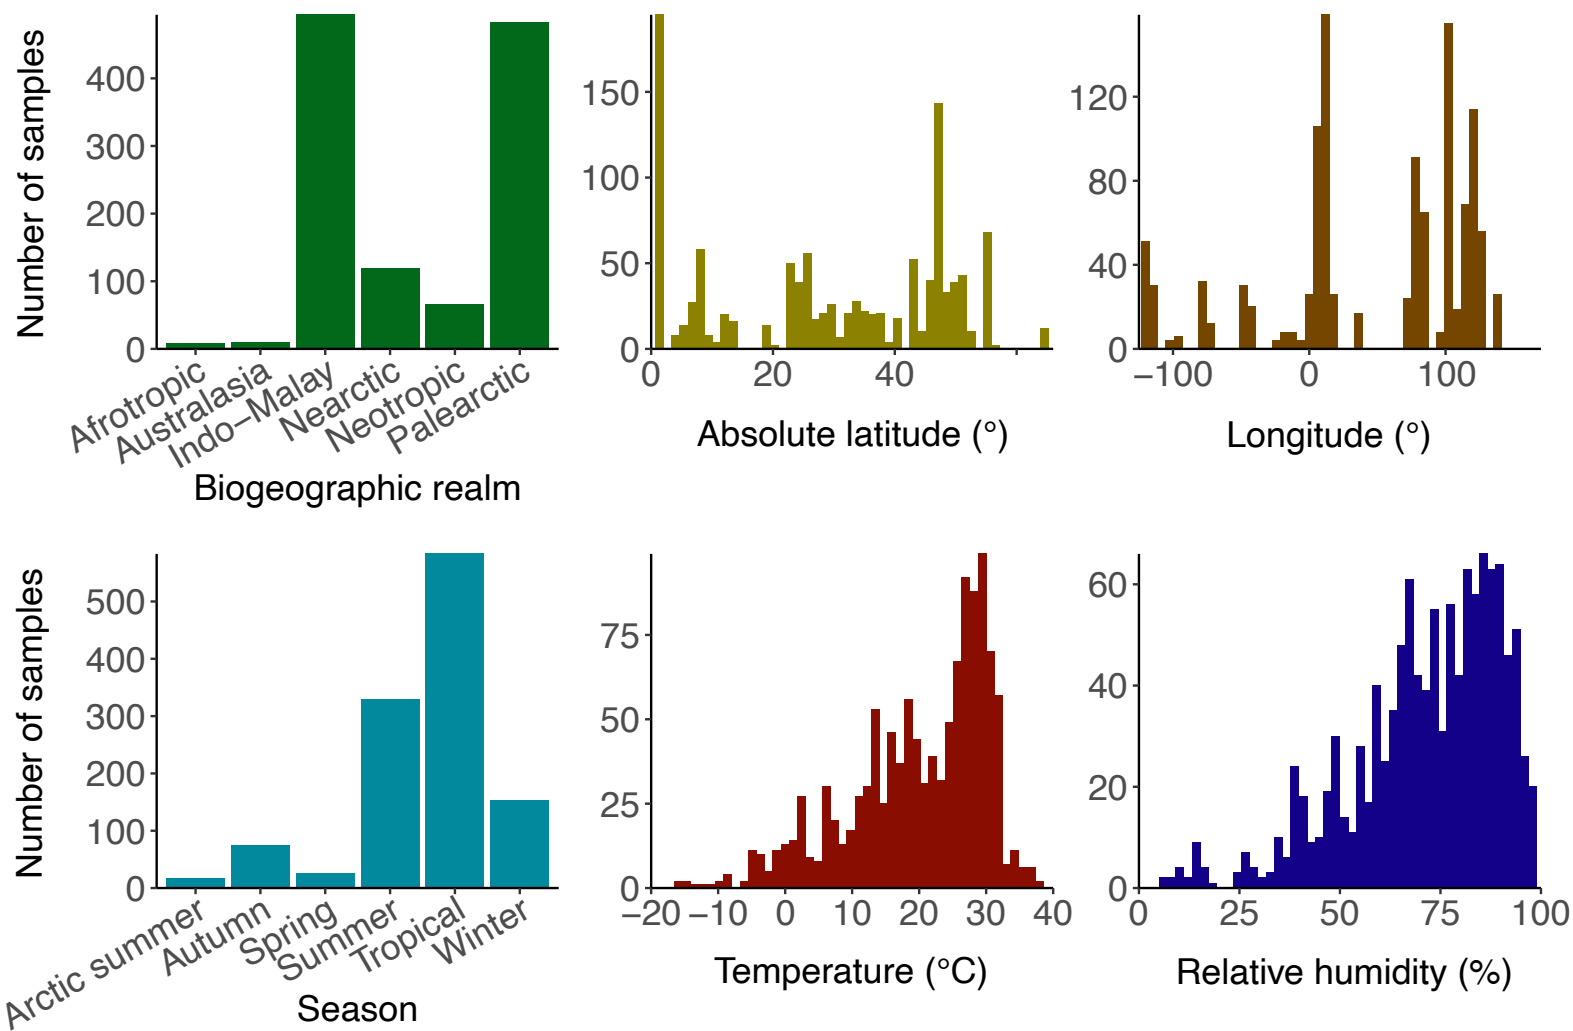 Number of samples
400
300
200
100
0
Afrotropic
Australasia
Indo−Malay
Nearctic
Neotropic
Palearctic
Biogeographic realm
150
100
50
0
0 20 40
Absolute latitude (°)
120
80
40
0
−100 0 100
Longitude (°)
Number of samples
500
400
300
200
100
0
Arctic summer
Autumn
Spring
Summer
Tropical
Winter
Season
75
50
25
0
−20 −10 0 10 20 30 40
Temperature (°C)
60
40
20
0
0 25 50 75 100
Relative humidity (%)